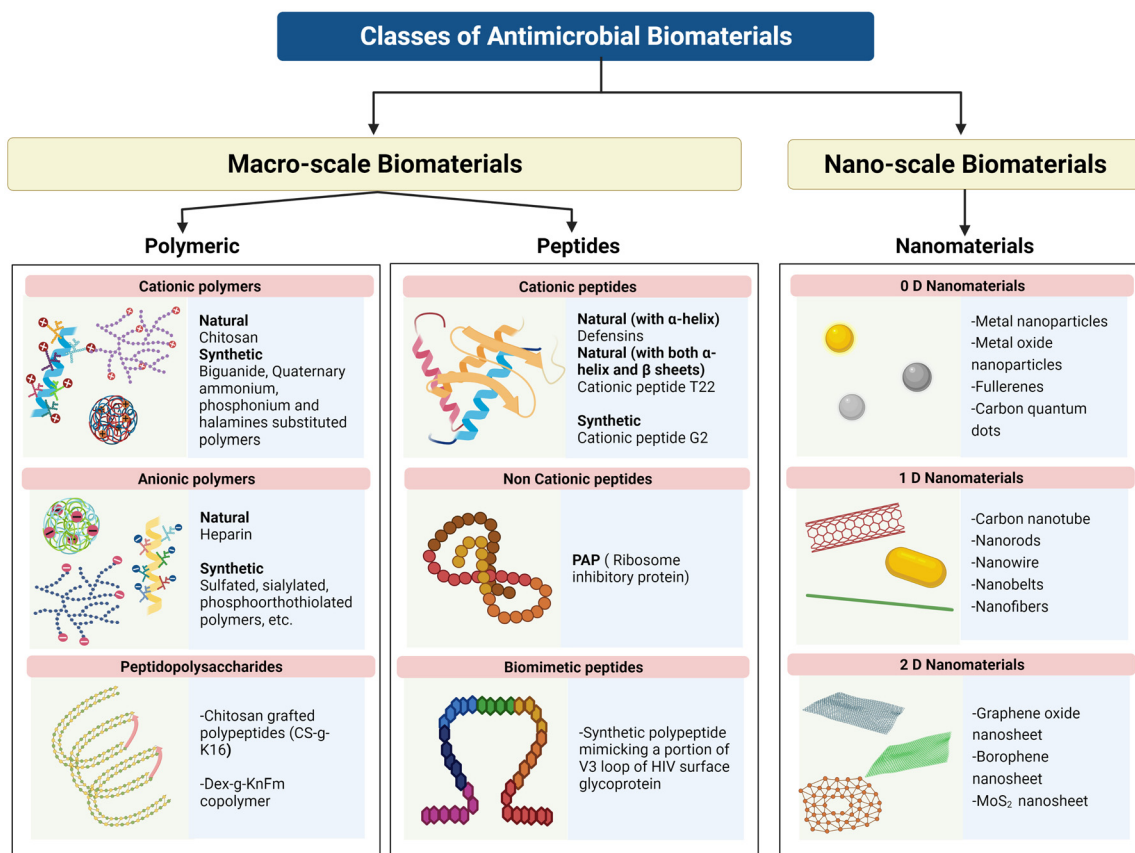 Classes of Antimicrobial Biomaterials
Macro-scale Biomaterials
Nano-scale Biomaterials
Polymeric
Peptides
Nanomaterials
Cationic polymers
Natural
Chitosan
Synthetic
Biguanide, Quaternary
ammonium,
phosphonium and
halamines substituted
polymers
Anionic polymers
Natural
Heparin
Synthetic
Sulfated, sialylated,
phosphoorthothiolated
polymers, etc.
Peptidopolysaccharides
-Chitosan grafted
polypeptides (CS-g-
K16)
-Dex-g-KnFm
copolymer
Cationic peptides
Natural (with α-helix)
Defensins
Natural (with both α-
helix and β sheets)
Cationic peptide T22
Synthetic
Cationic peptide G2
Non Cationic peptides
PAP ( Ribosome
inhibitory protein)
Biomimetic peptides
-Synthetic polypeptide
mimicking a portion of
V3 loop of HIV surface
glycoprotein
0 D Nanomaterials
-Metal nanoparticles
-Metal oxide
nanoparticles
-Fullerenes
-Carbon quantum
dots
1 D Nanomaterials
-Carbon nanotube
-Nanorods
-Nanowire
-Nanobelts
-Nanofibers
2 D Nanomaterials
-Graphene oxide
nanosheet
-Borophene
nanosheet
-MoS₂ nanosheet